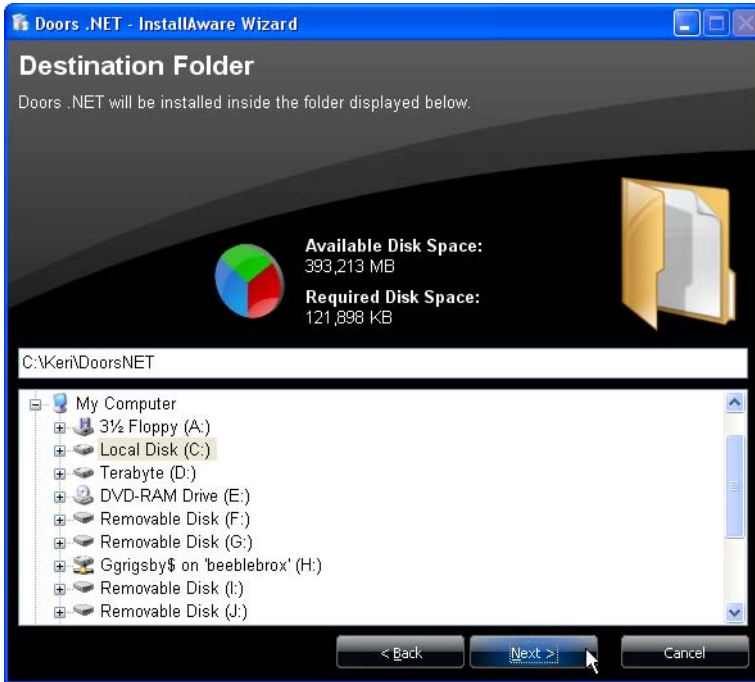 Doors .NET - InstallAware Wizard
Destination Folder
Doors .NET will be installed inside the folder displayed below.
Available Disk Space:
393,213 MB
Required Disk Space:
121,898 KB
C:\Keri\DoorsNET
My Computer
3½ Floppy (A:)
Local Disk (C:)
Terabyte (D:)
DVD-RAM Drive (E:)
Removable Disk (F:)
Removable Disk (G:)
Ggrigsby$ on 'beeblebrox' (H:)
Removable Disk (I:)
Removable Disk (J:)
< Back
Next >
Cancel